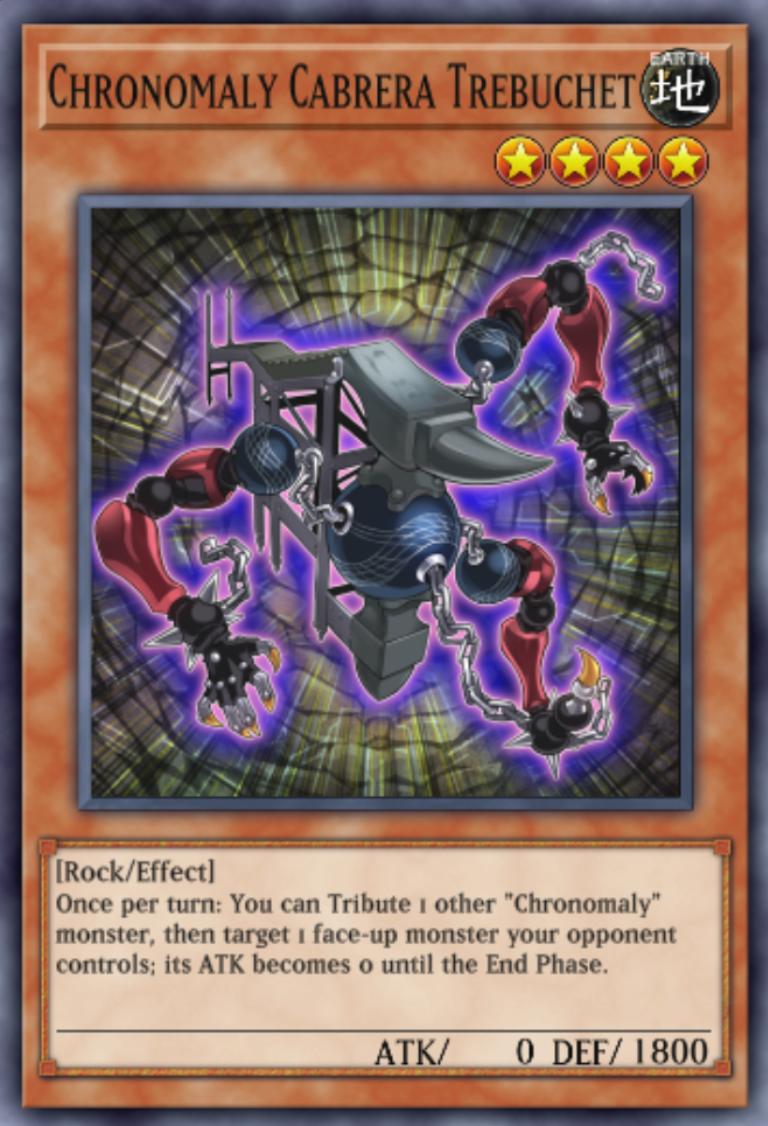 CHRONOMALY CABRERA TREBUCHET
EARTH
地
[Rock/Effect]
Once per turn: You can Tribute 1 other "Chronomaly"
monster, then target 1 face-up monster your opponent
controls; its ATK becomes 0 until the End Phase.
ATK/ 0 DEF/ 1800